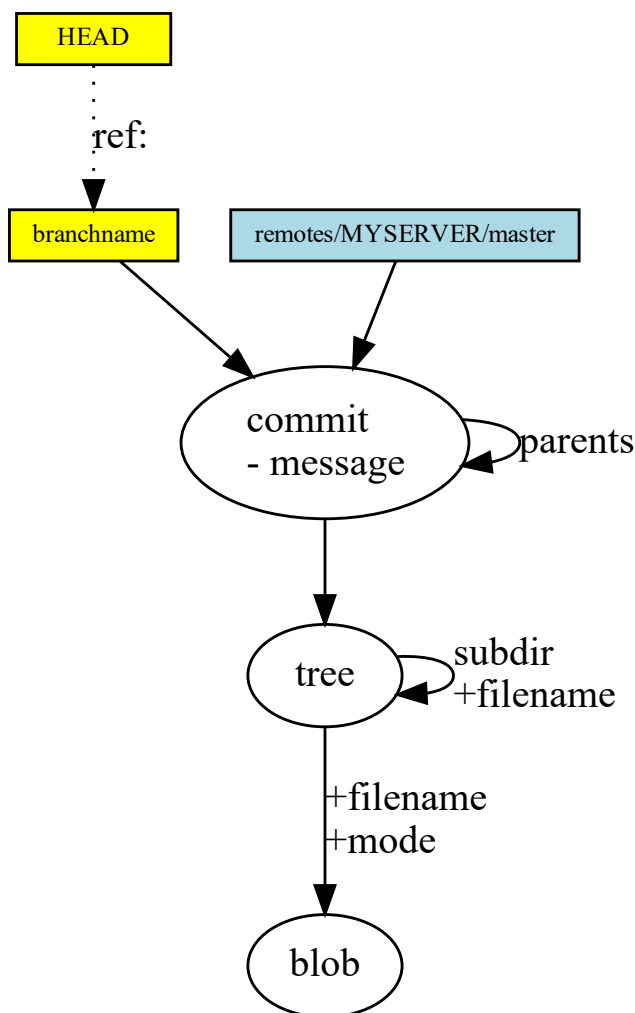 HEAD
ref:
branchname
remotes/MYSERVER/master
commit
- message
parents
tree
subdir
+filename
+filename
+mode
blob